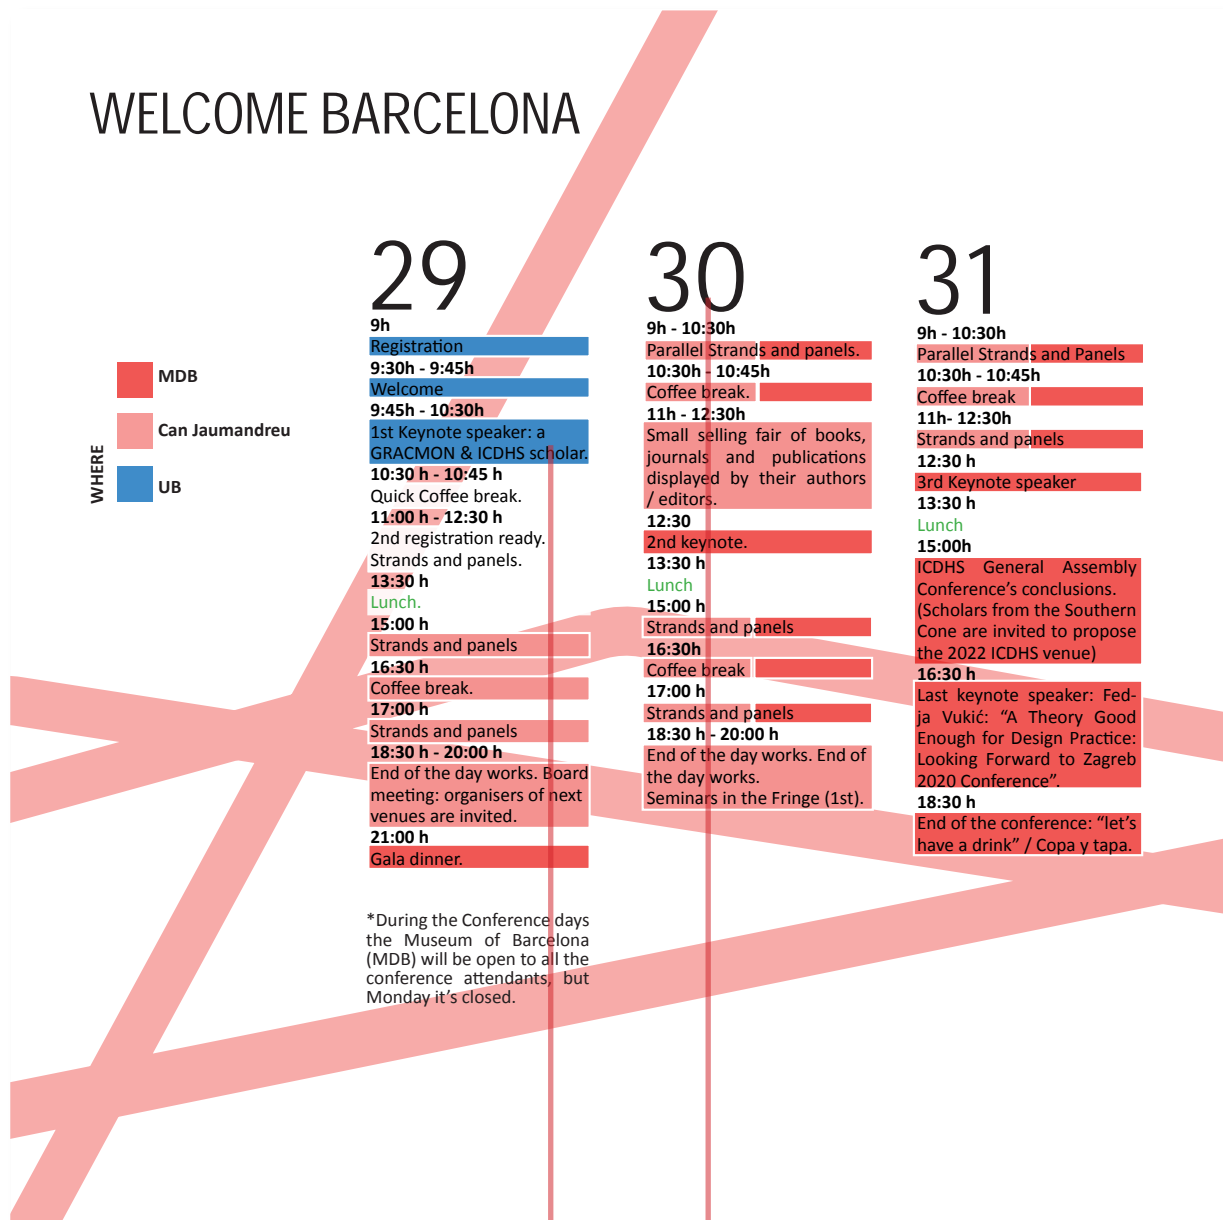 WELCOME BARCELONA
WHERE
MDB
Can Jaumandreu
UB
29
9h
Registration
9:30h - 9:45h
Welcome
9:45h - 10:30h
1st Keynote speaker: a
GRACMON & ICDHS scholar.
10:30 h - 10:45 h
Quick Coffee break.
11:00 h - 12:30 h
2nd registration ready.
Strands and panels.
13:30 h
Lunch.
15:00 h
Strands and panels
16:30 h
Coffee break.
17:00 h
Strands and panels
18:30 h - 20:00 h
End of the day works. Board
meeting: organisers of next
venues are invited.
21:00 h
Gala dinner.
*During the Conference days
the Museum of Barcelona
(MDB) will be open to all the
conference attendants, but
Monday it's closed.
30
9h - 10:30h
Parallel Strands and panels.
10:30h - 10:45h
Coffee break.
11h - 12:30h
Small selling fair of books,
journals and publications
displayed by their authors
/ editors.
12:30
2nd keynote.
13:30 h
Lunch
15:00 h
Strands and panels
16:30h
Coffee break
17:00 h
Strands and panels
18:30 h - 20:00 h
End of the day works. End of
the day works.
Seminars in the Fringe (1st).
31
9h - 10:30h
Parallel Strands and Panels
10:30h - 10:45h
Coffee break
11h- 12:30h
Strands and panels
12:30 h
3rd Keynote speaker
13:30 h
Lunch
15:00h
ICDHS General Assembly
Conference's conclusions.
(Scholars from the Southern
Cone are invited to propose
the 2022 ICDHS venue)
16:30 h
Last keynote speaker: Fed-
ja Vukić: “A Theory Good
Enough for Design Practice:
Looking Forward to Zagreb
2020 Conference”.
18:30 h
End of the conference: “let's
have a drink” / Copa y tapa.